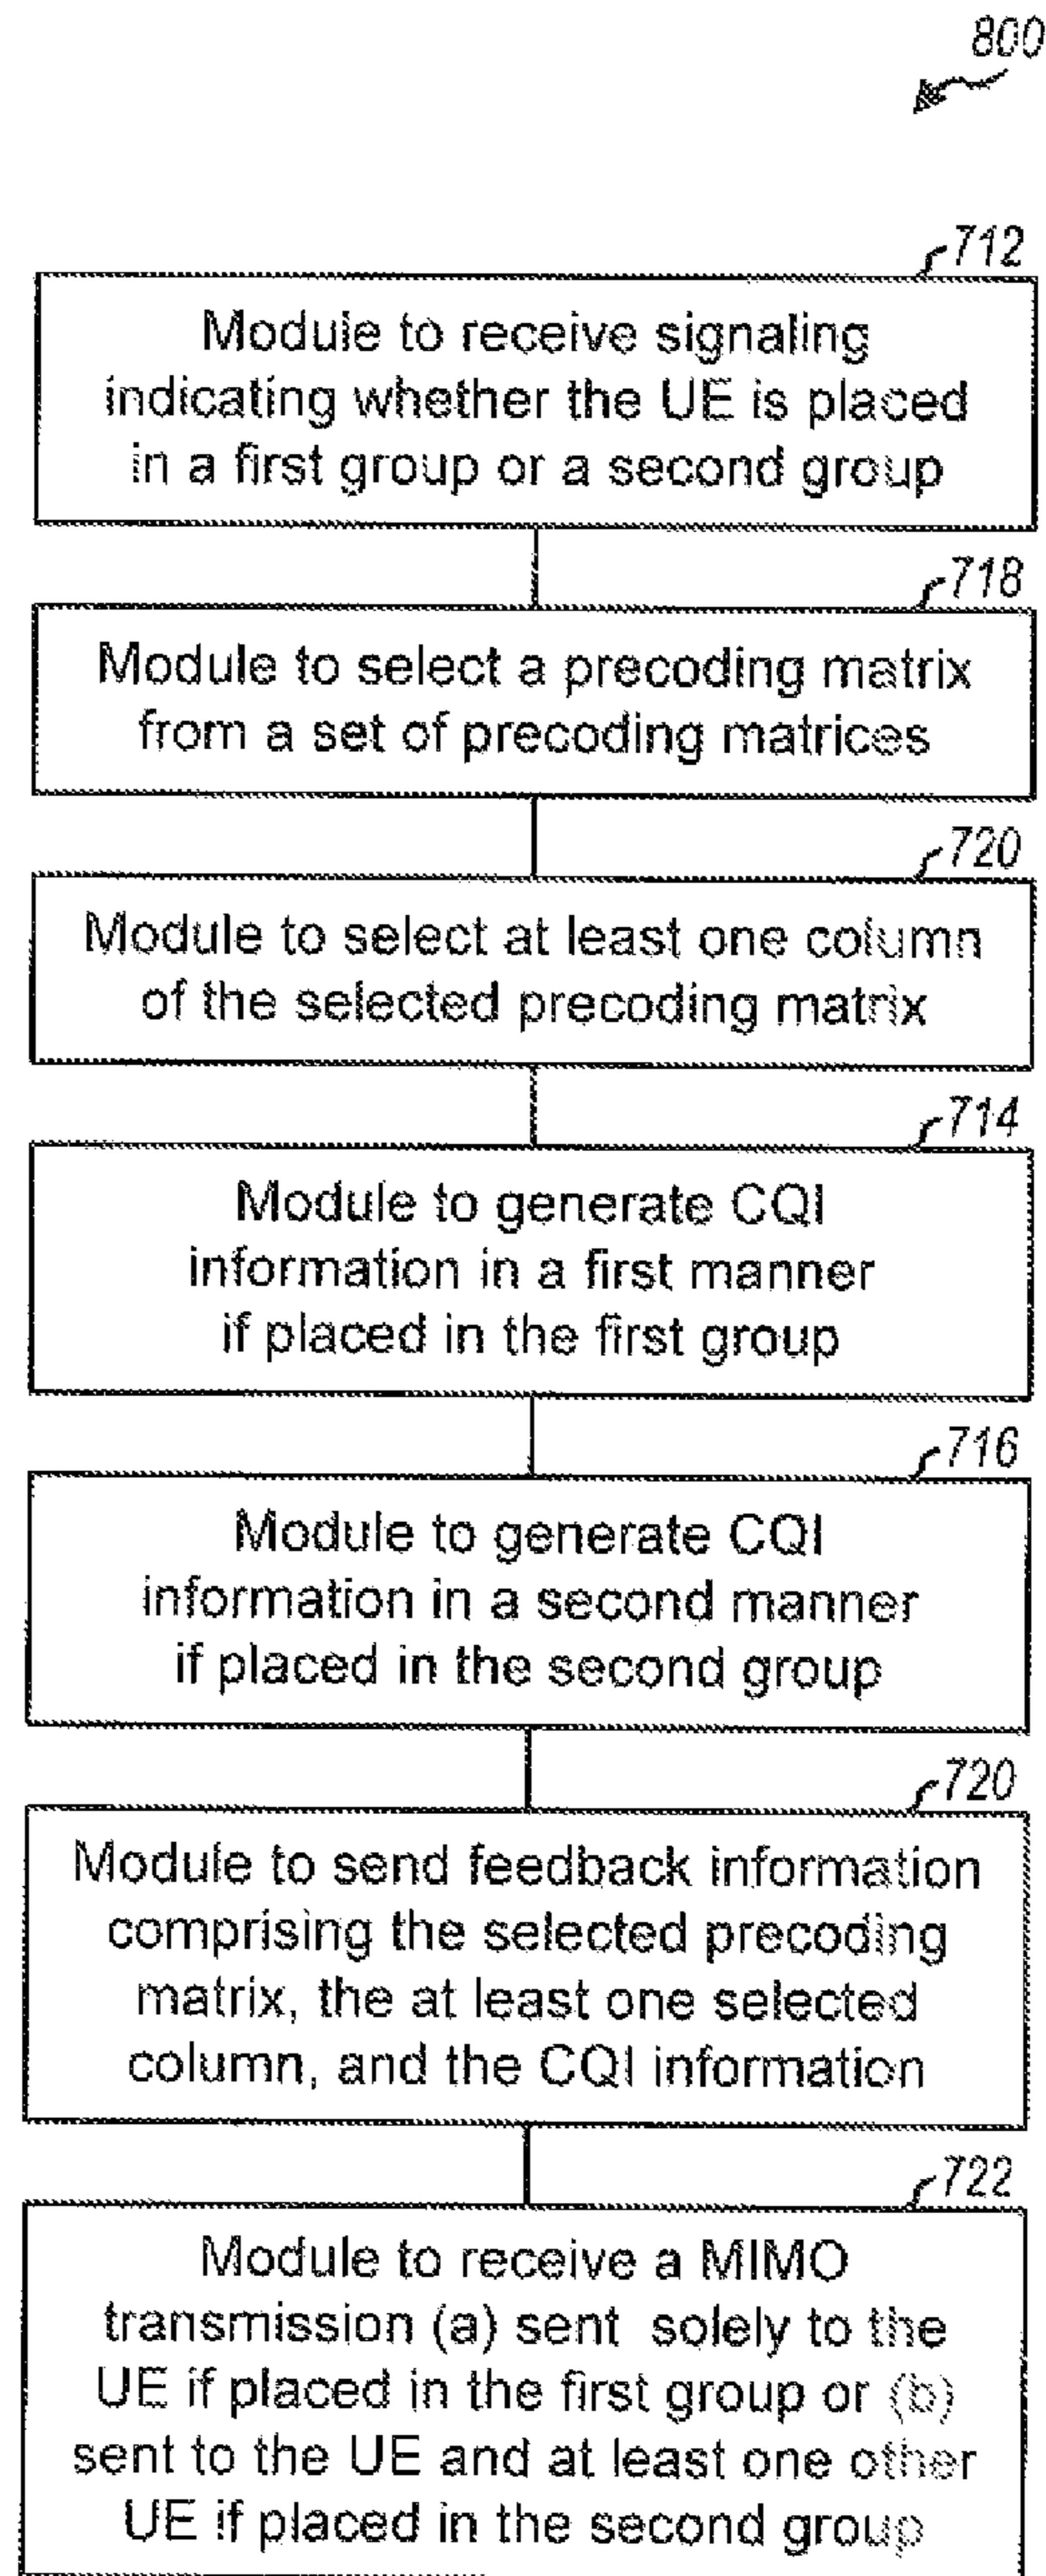 800
712
Module to receive signaling
indicating whether the UE is placed
in a first group or a second group
718
Module to select a precoding matrix
from a set of precoding matrices
720
Module to select at least one column
of the selected precoding matrix
714
Module to generate CQI
information in a first manner
if placed in the first group
716
Module to generate CQI
information in a second manner
if placed in the second group
720
Module to send feedback information
comprising the selected precoding
matrix, the at least one selected
column, and the CQI information
722
Module to receive a MIMO
transmission (a) sent solely to the
UE if placed in the first group or (b)
sent to the UE and at least one other
UE if placed in the second group